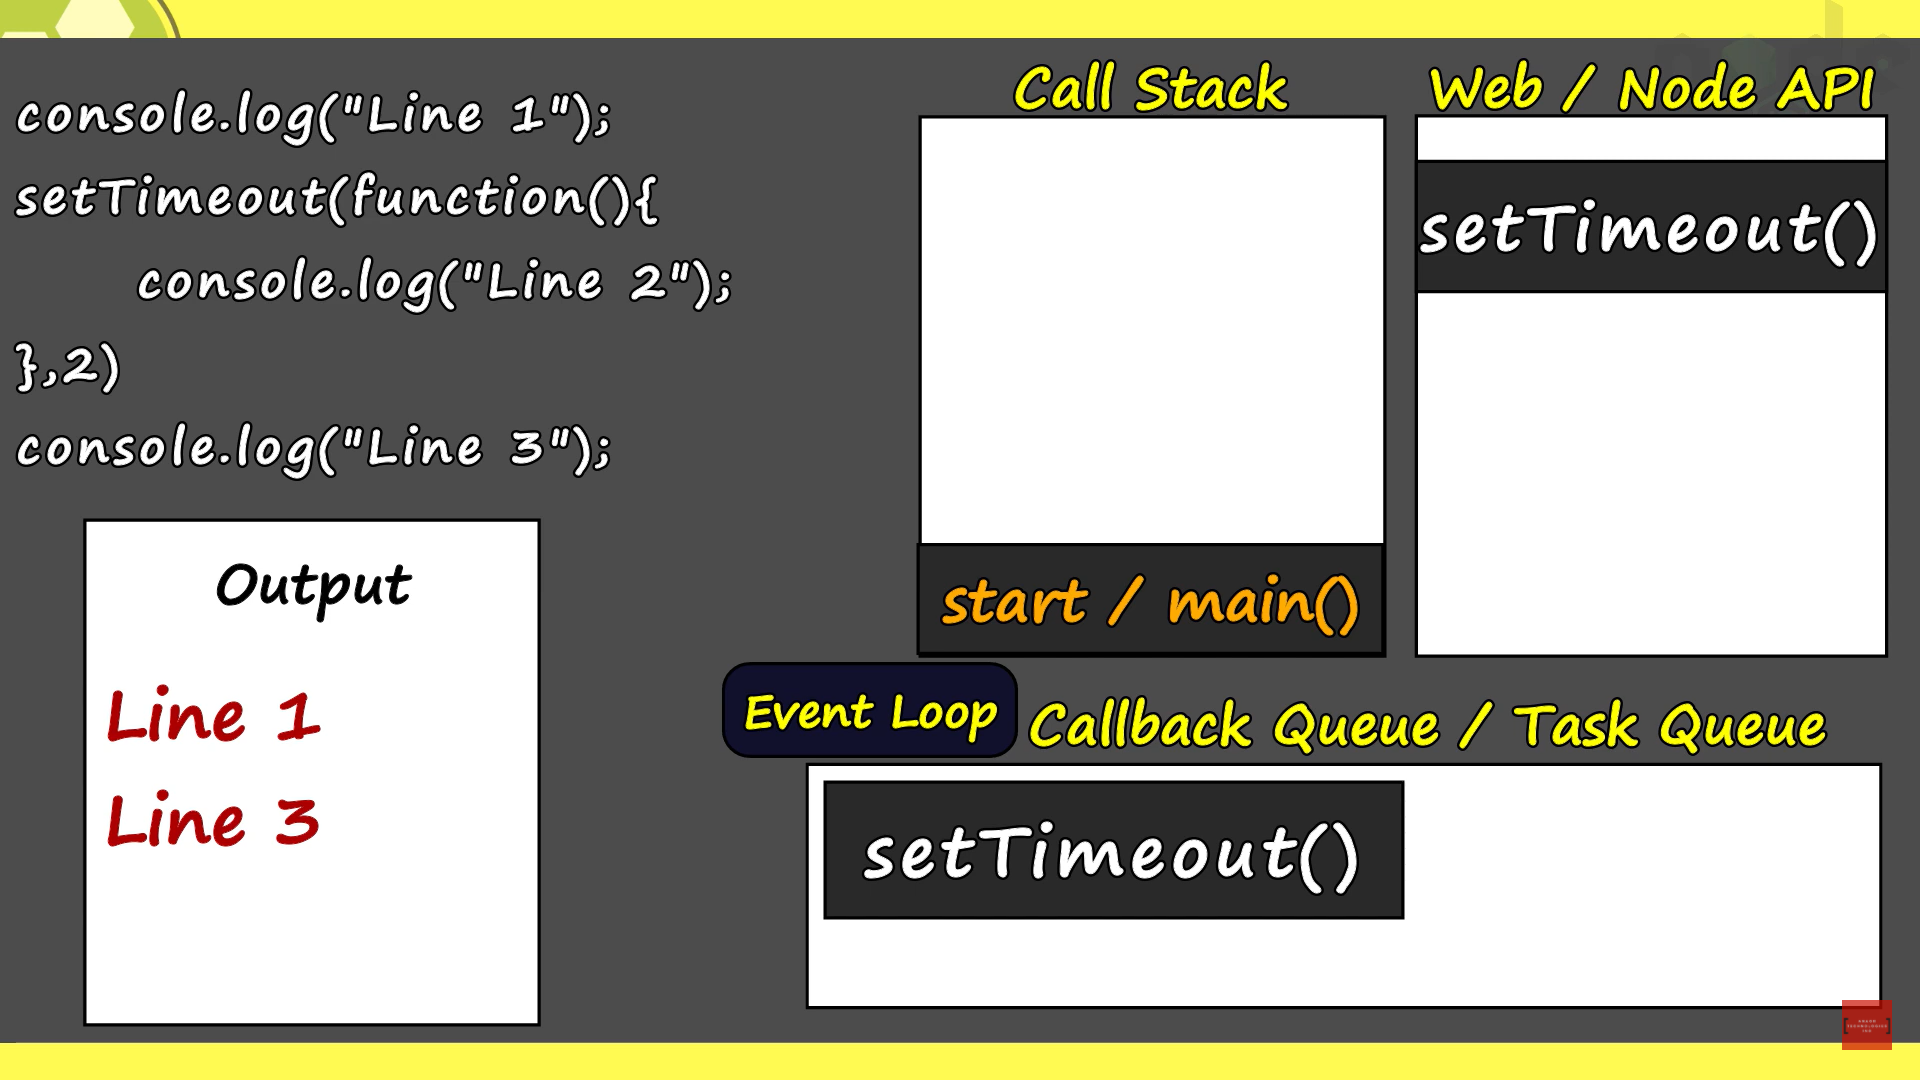 console.log("Line 1");
setTimeout(function(){
console.log("Line 2");
},2)
console.log("Line 3");
Output
Line 1
Line 3
Call Stack
start / main()
Web / Node API
setTimeout()
Event Loop
Callback Queue / Task Queue
setTimeout()